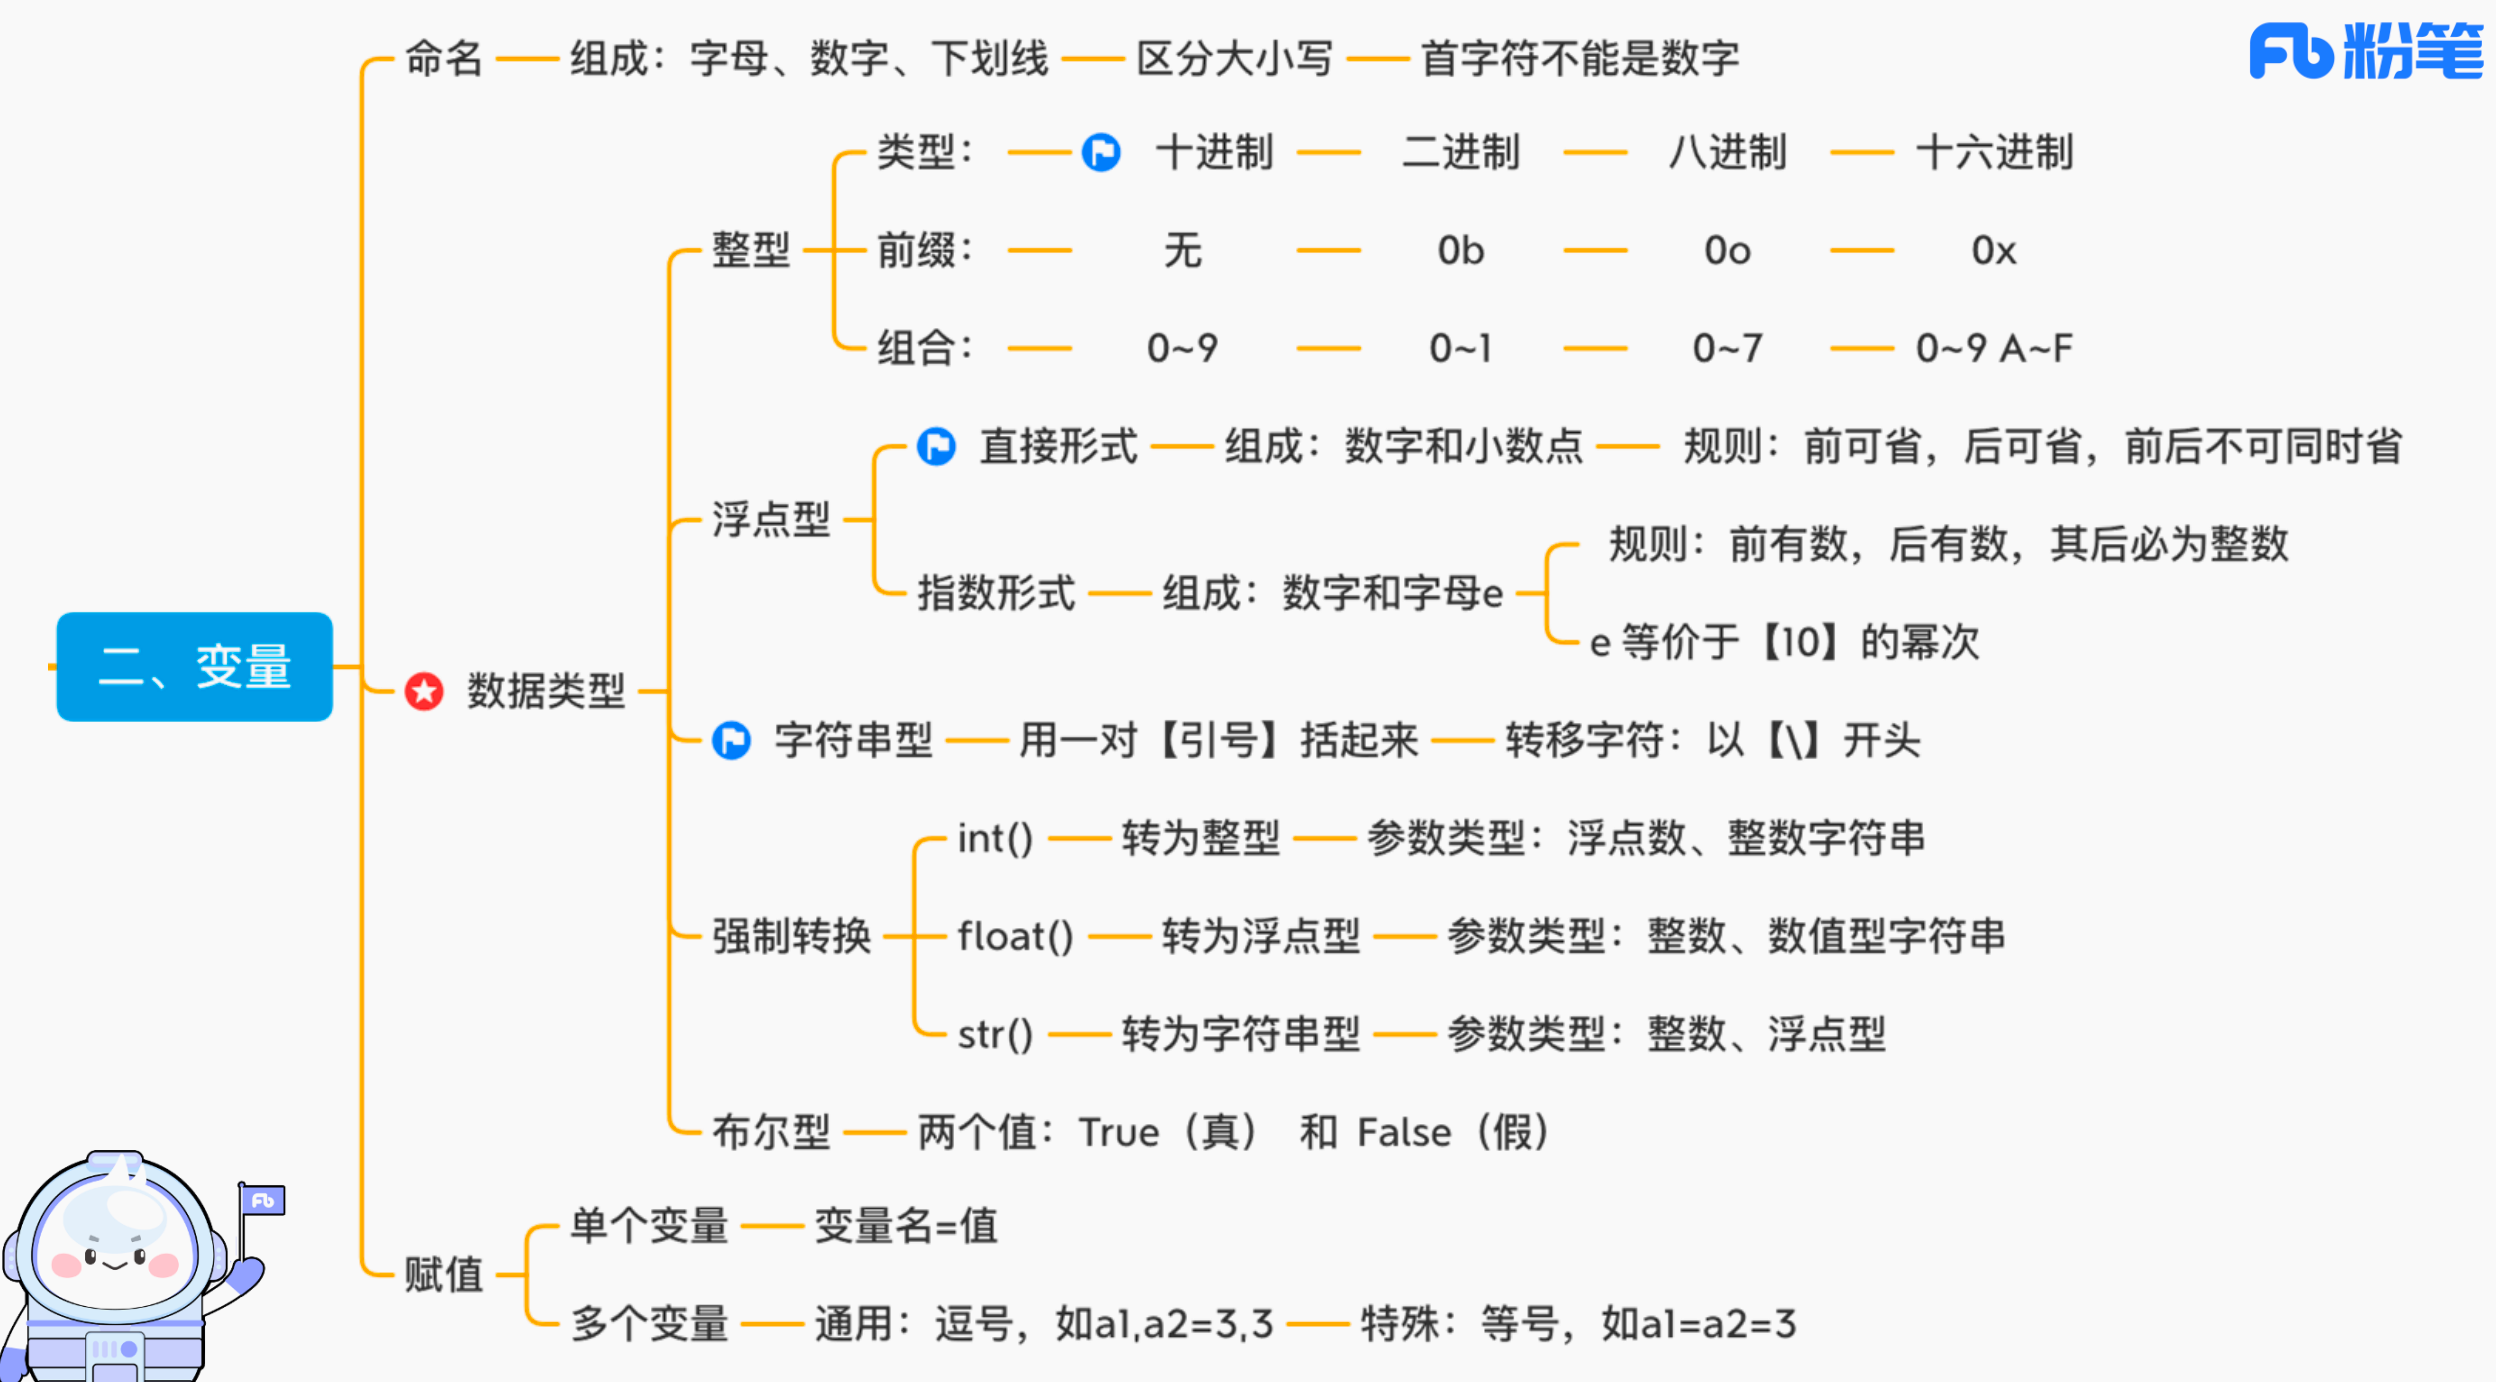 粉笔
命名 组成：字母、数字、下划线 区分大小写 首字符不能是数字
类型： 十进制 二进制 八进制 十六进制
整型 前缀： 无 0b 0o 0x
组合： 0~9 0~1 0~7 0~9 A~F
直接形式 组成：数字和小数点 规则：前可省，后可省，前后不可同时省
浮点型
规则：前有数，后有数，其后必为整数
指数形式 组成：数字和字母e
e 等价于【10】的幂次
二、变量
数据类型
字符串型 用一对【引号】括起来 转移字符：以【\】开头
int() 转为整型 参数类型：浮点数、整数字符串
强制转换 float() 转为浮点型 参数类型：整数、数值型字符串
str() 转为字符串型 参数类型：整数、浮点型
布尔型 两个值：True（真） 和 False（假）
单个变量 变量名=值
赋值
多个变量 通用：逗号，如a1,a2=3,3 特殊：等号，如a1=a2=3